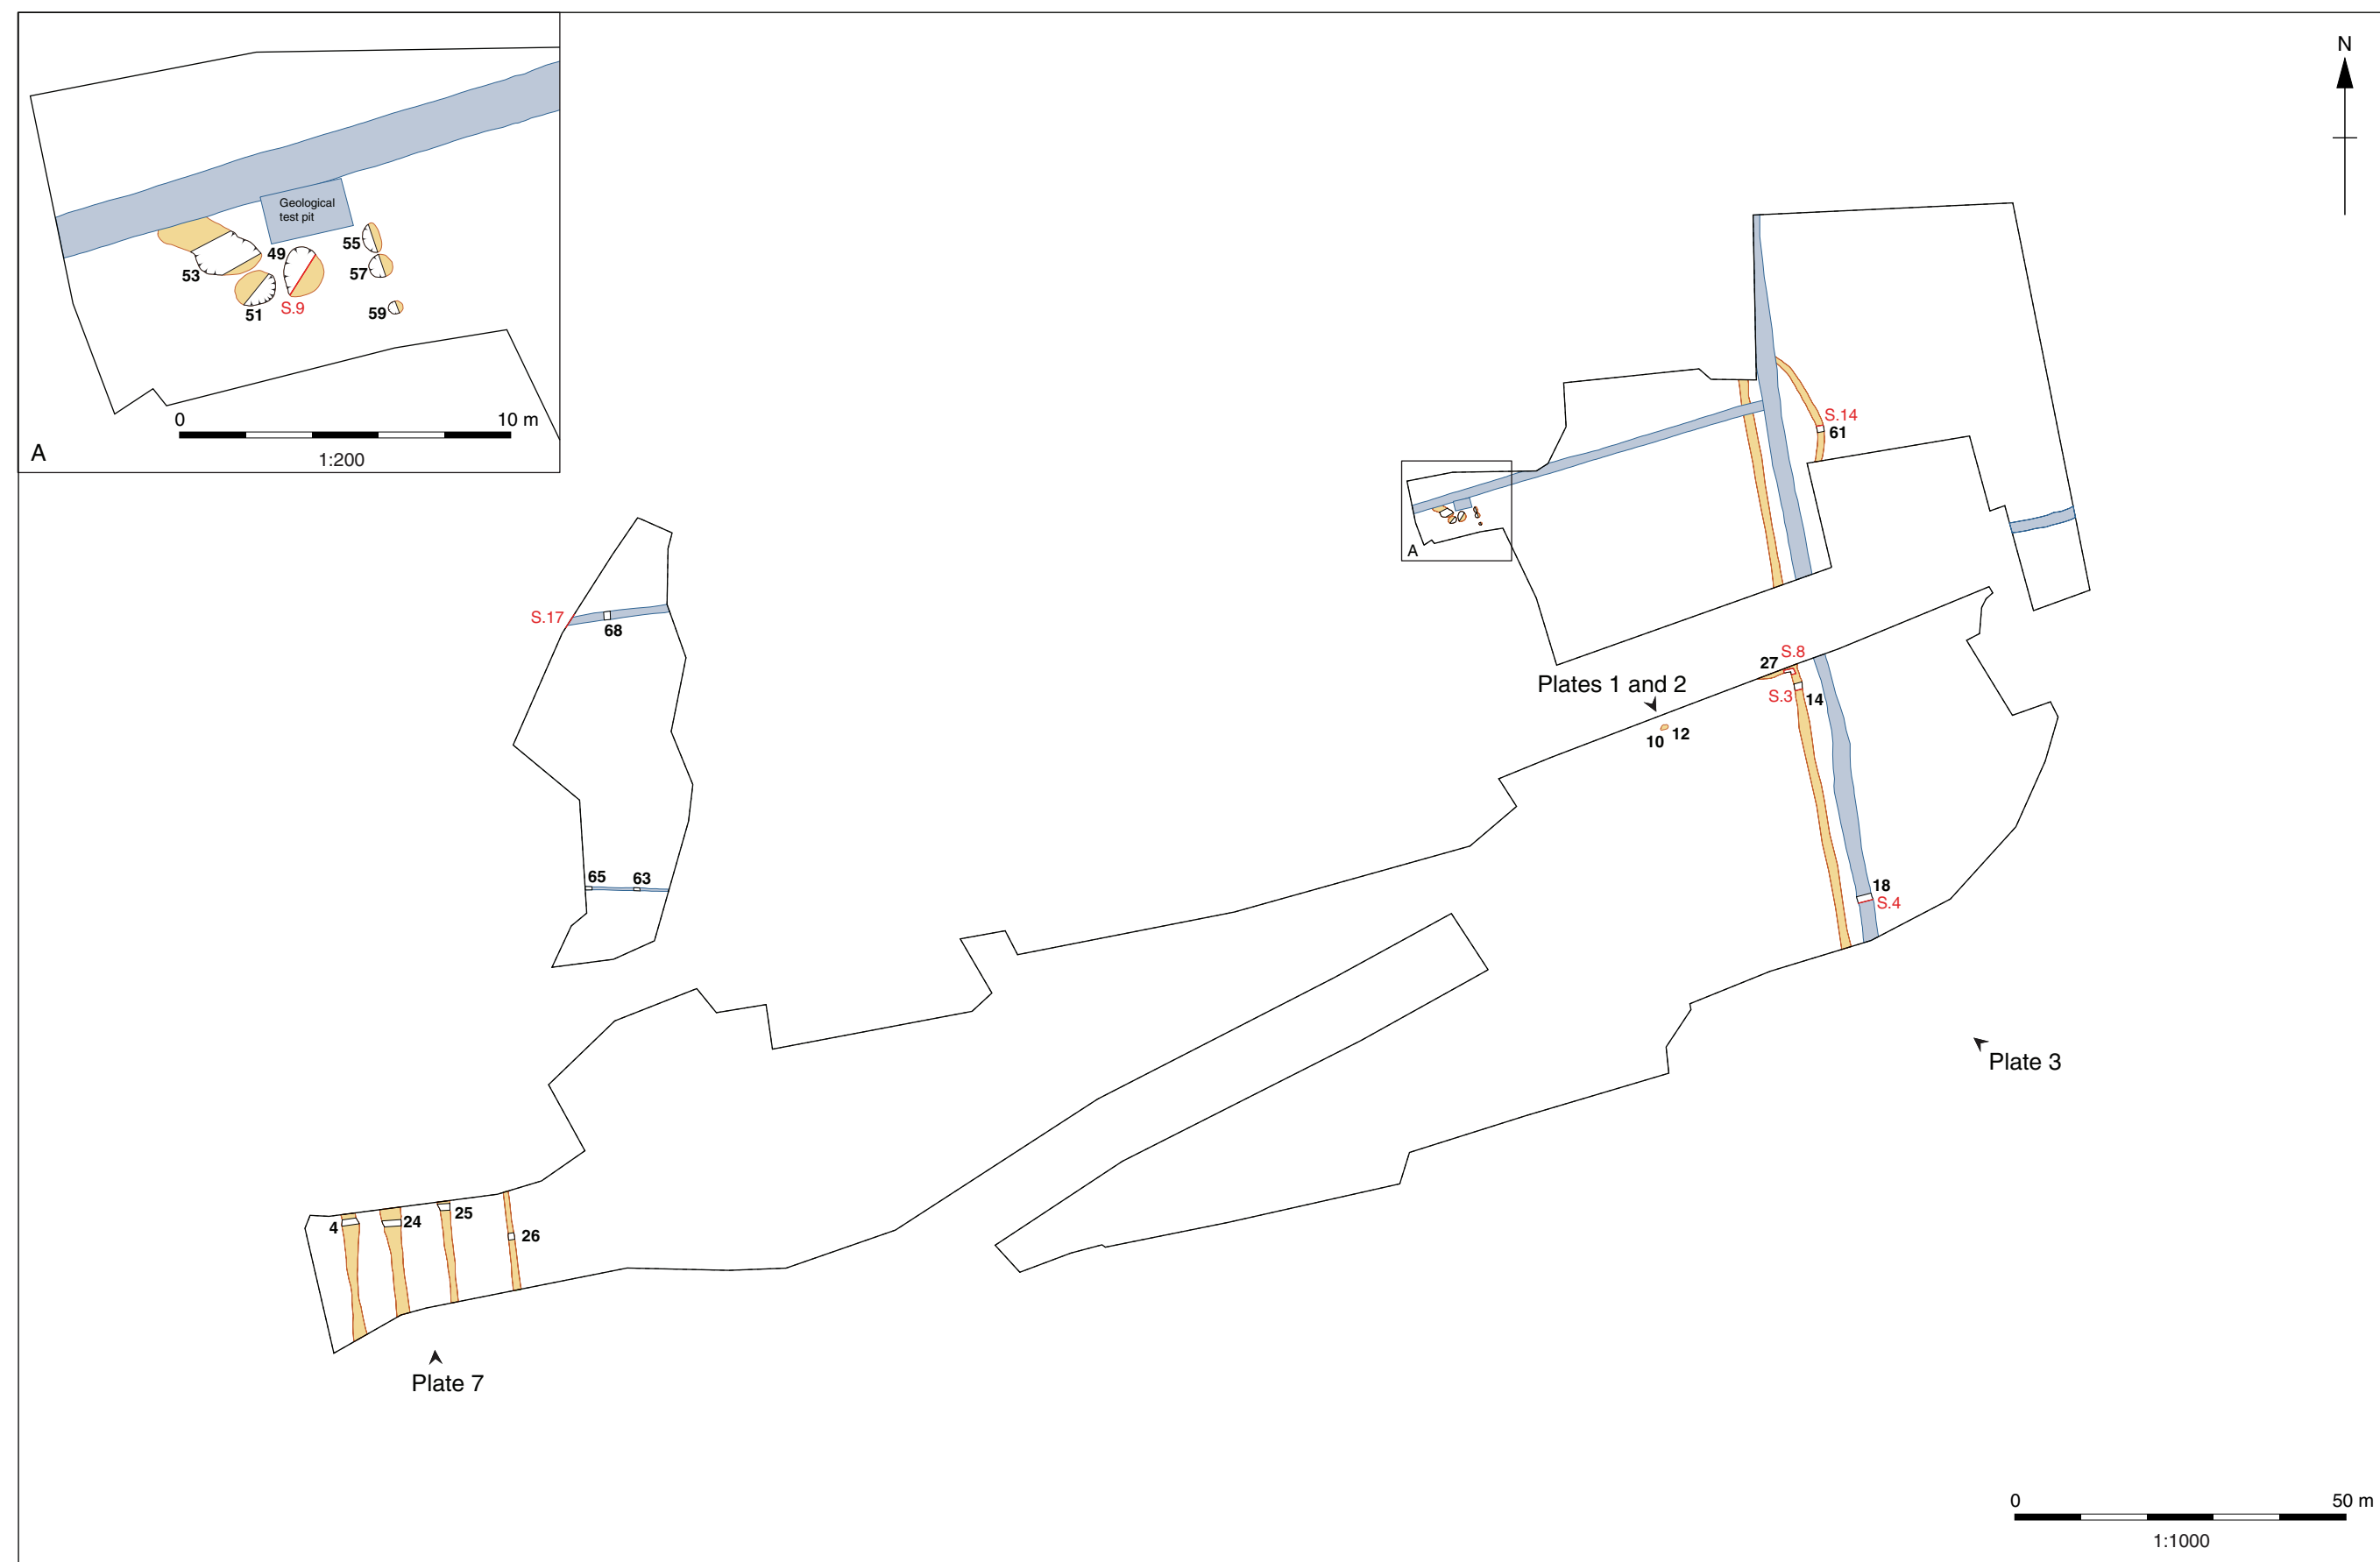 N
Geological
test pit
55
49
57
53
S.9
59
51
0
10 m
1:200
A
S.14
61
A
S.17
68
S.8
27
Plates 1 and 2
S.3
14
12
10
65
63
18
S.4
Plate 3
4
24
25
26
Plate 7
0
50 m
1:1000